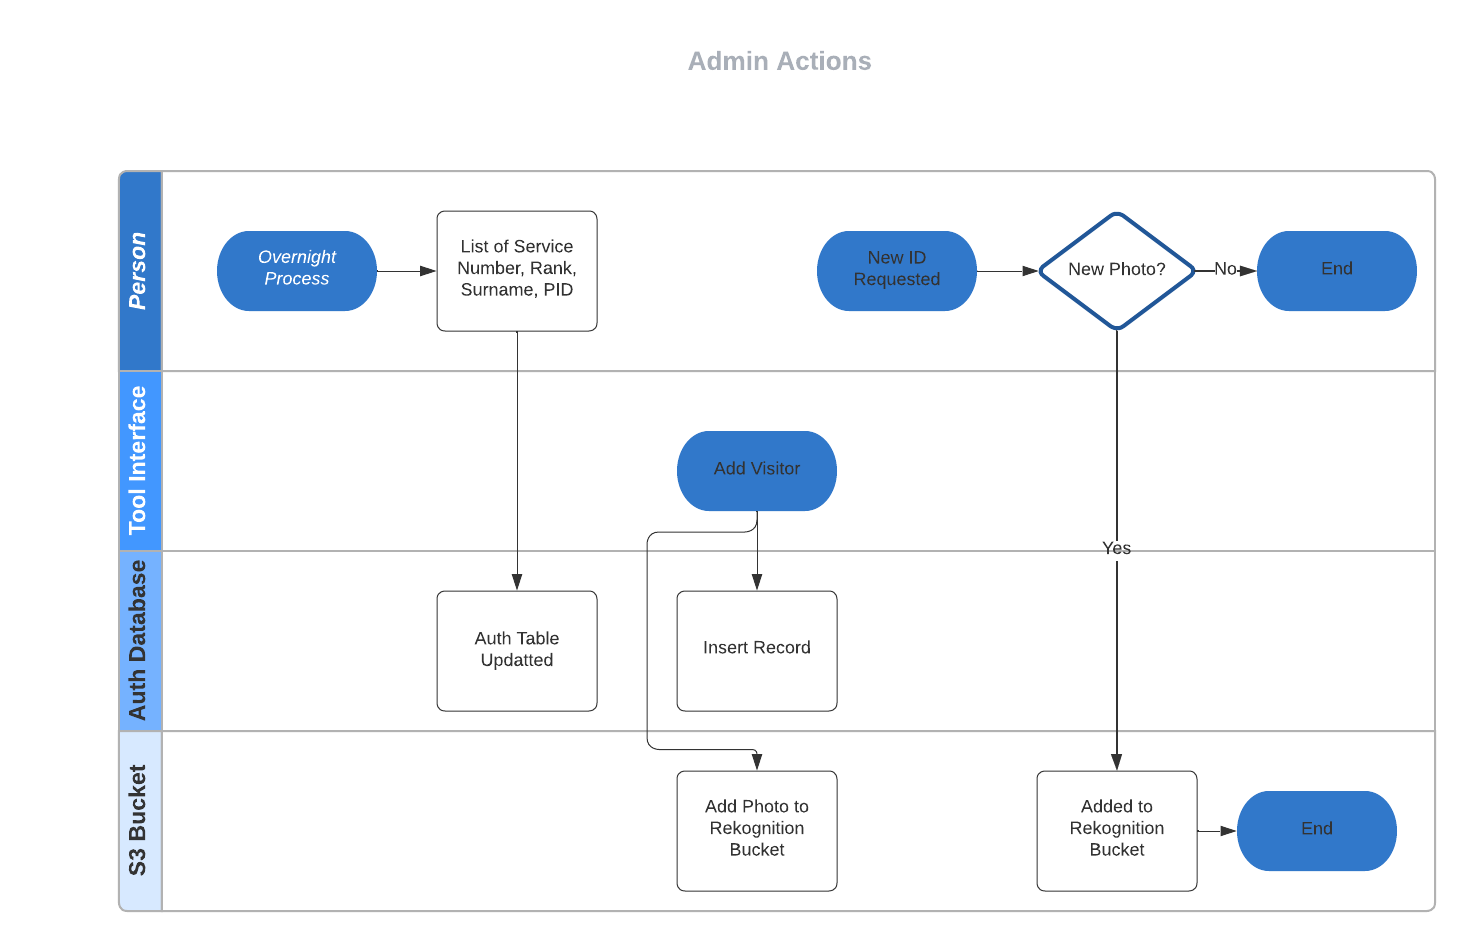 Admin Actions
Person
Overnight
Process
List of Service
Number, Rank,
Surname, PID
New ID
Requested
New Photo?
No
End
Tool Interface
Add Visitor
Yes
Auth Database
Auth Table
Updatted
Insert Record
S3 Bucket
Add Photo to
Rekognition
Bucket
Added to
Rekognition
Bucket
End